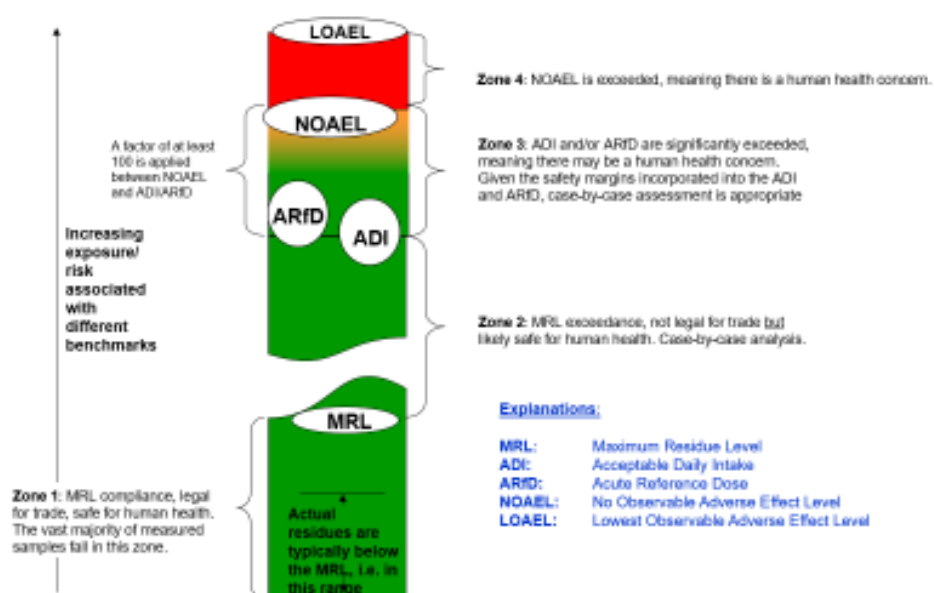 LOAEL
Zone 4: NOAEL is exceeded, meaning there is a human health concern.
NOAEL
A factor of at least
100 is applied
between NOAEL
and ADI/ARfD
Zone 3: ADI and/or ARfD are significantly exceeded,
meaning there may be a human health concern.
Given the safety margins incorporated into the ADI
and ARfD, case-by-case assessment is appropriate
ARfD
ADI
Increasing
exposure/
risk
associated
with
different
benchmarks
Zone 2: MRL exceedance, not legal for trade but
likely safe for human health. Case-by-case analysis.
MRL
Explanations:
MRL: Maximum Residue Level
ADI: Acceptable Daily Intake
ARfD: Acute Reference Dose
NOAEL: No Observable Adverse Effect Level
LOAEL: Lowest Observable Adverse Effect Level
Zone 1: MRL compliance, legal
for trade, safe for human health.
The vast majority of measured
samples fall in this zone.
Actual
residues are
typically below
the MRL, i.e. in
this range